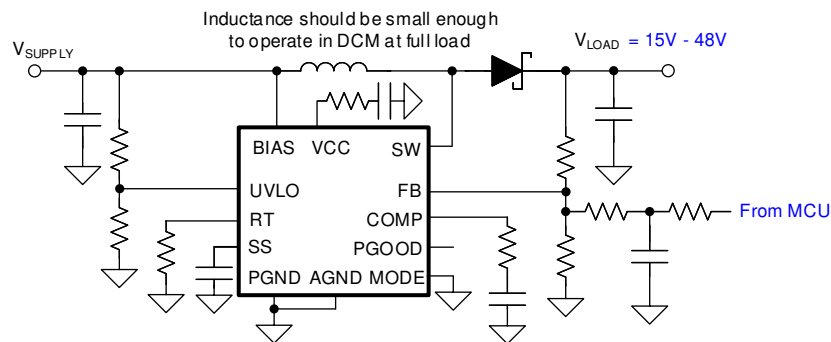 Inductance should be small enough
to operate in DCM at full load
VSUPPLY
VLOAD = 15V - 48V
BIAS VCC SW
UVLO FB
RT COMP
SS PGOOD
PGND AGND MODE
From MCU